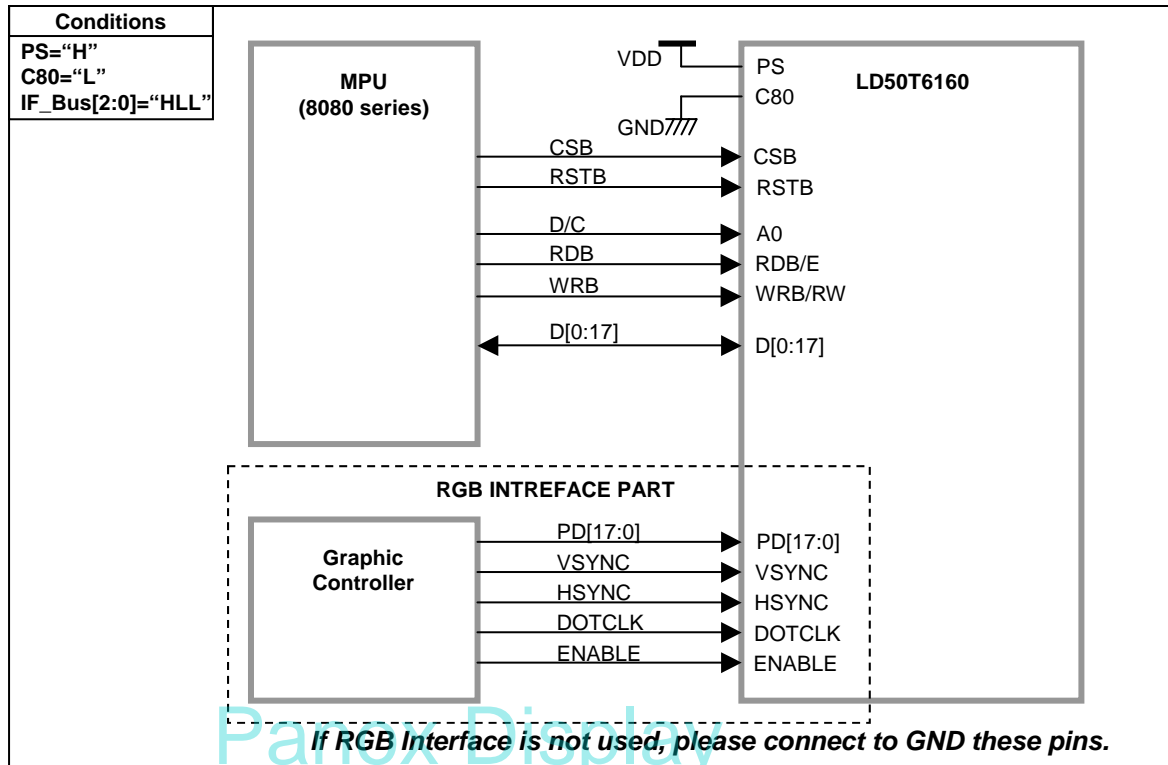 Conditions
PS=“H”
C80=“L”
IF_Bus[2:0]=“HLL”
MPU
(8080 series)
VDD
PS
LD50T6160
C80
GND
CSB
CSB
RSTB
RSTB
D/C
A0
RDB
RDB/E
WRB
WRB/RW
D[0:17]
D[0:17]
RGB INTREFACE PART
Graphic
Controller
PD[17:0]
PD[17:0]
VSYNC
VSYNC
HSYNC
HSYNC
DOTCLK
DOTCLK
ENABLE
ENABLE
Panox Display
If RGB Interface is not used, please connect to GND these pins.